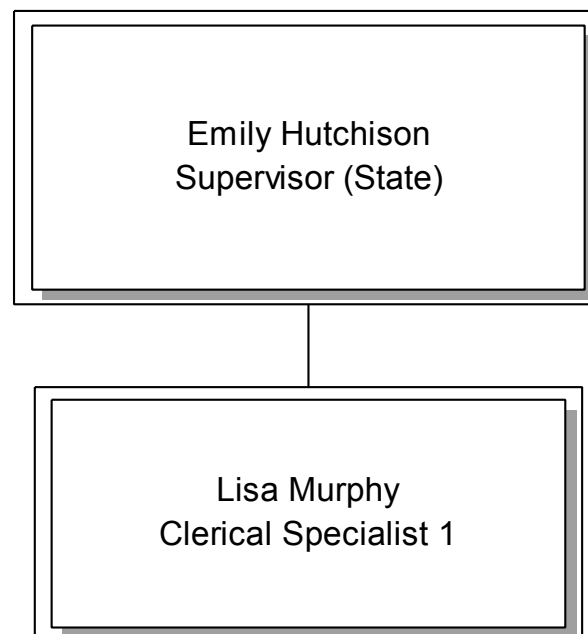 Emily Hutchison
Supervisor (State)
Lisa Murphy
Clerical Specialist 1